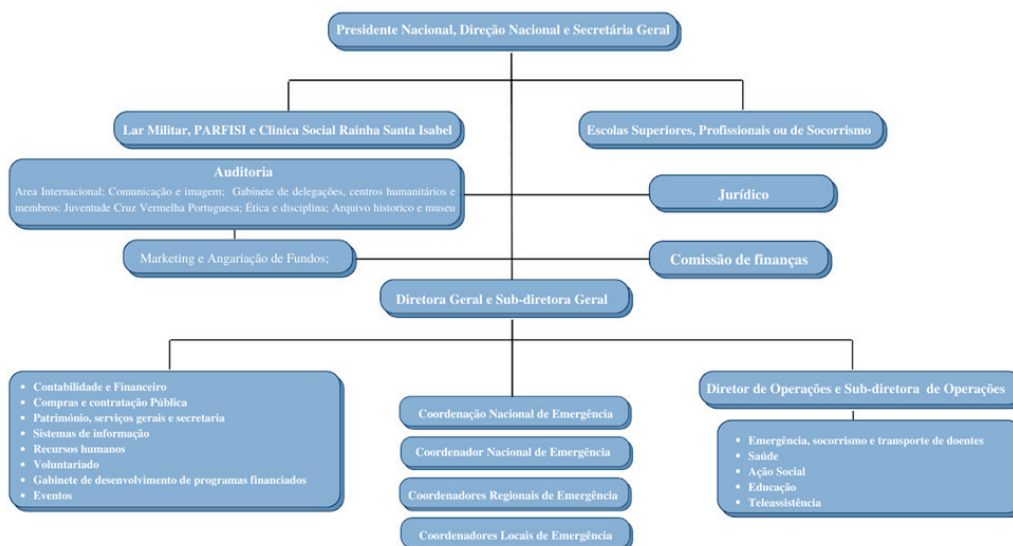 Presidente Nacional, Direção Nacional e Secretária Geral
Lar Militar, PARFISI e Clinica Social Rainha Santa Isabel
Escolas Superiores, Profissionais ou de Socorrismo
Auditoria
Area Internacional; Comunicação e imagem; Gabinete de delegações, centros humanitários e
membros: Juventude Cruz Vermelha Portuguesa; Ética e disciplina; Arquivo historico e museu
Jurídico
Marketing e Angariação de Fundos;
Comissão de finanças
Diretora Geral e Sub-diretora Geral
• Contabilidade e Financeiro
• Compras e contratação Pública
• Património, serviços gerais e secretaria
• Sistemas de informação
• Recursos humanos
• Voluntariado
• Gabinete de desenvolvimento de programas financiados
• Eventos
Coordenação Nacional de Emergência
Coordenador Nacional de Emergência
Coordenadores Regionais de Emergência
Coordenadores Locais de Emergência
Diretor de Operações e Sub-diretora de Operações
• Emergência, socorrismo e transporte de doentes
• Saúde
• Ação Social
• Educação
• Teleassistência